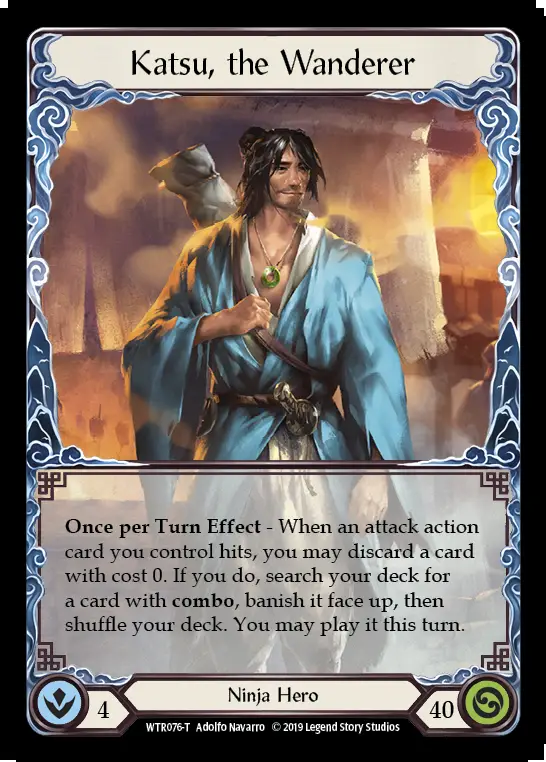 Katsu, the Wanderer
Once per Turn Effect - When an attack action
card you control hits, you may discard a card
with cost 0. If you do, search your deck for
a card with combo, banish it face up, then
shuffle your deck. You may play it this turn.
4
Ninja Hero
40
WTR076-T Adolfo Navarro © 2019 Legend Story Studios